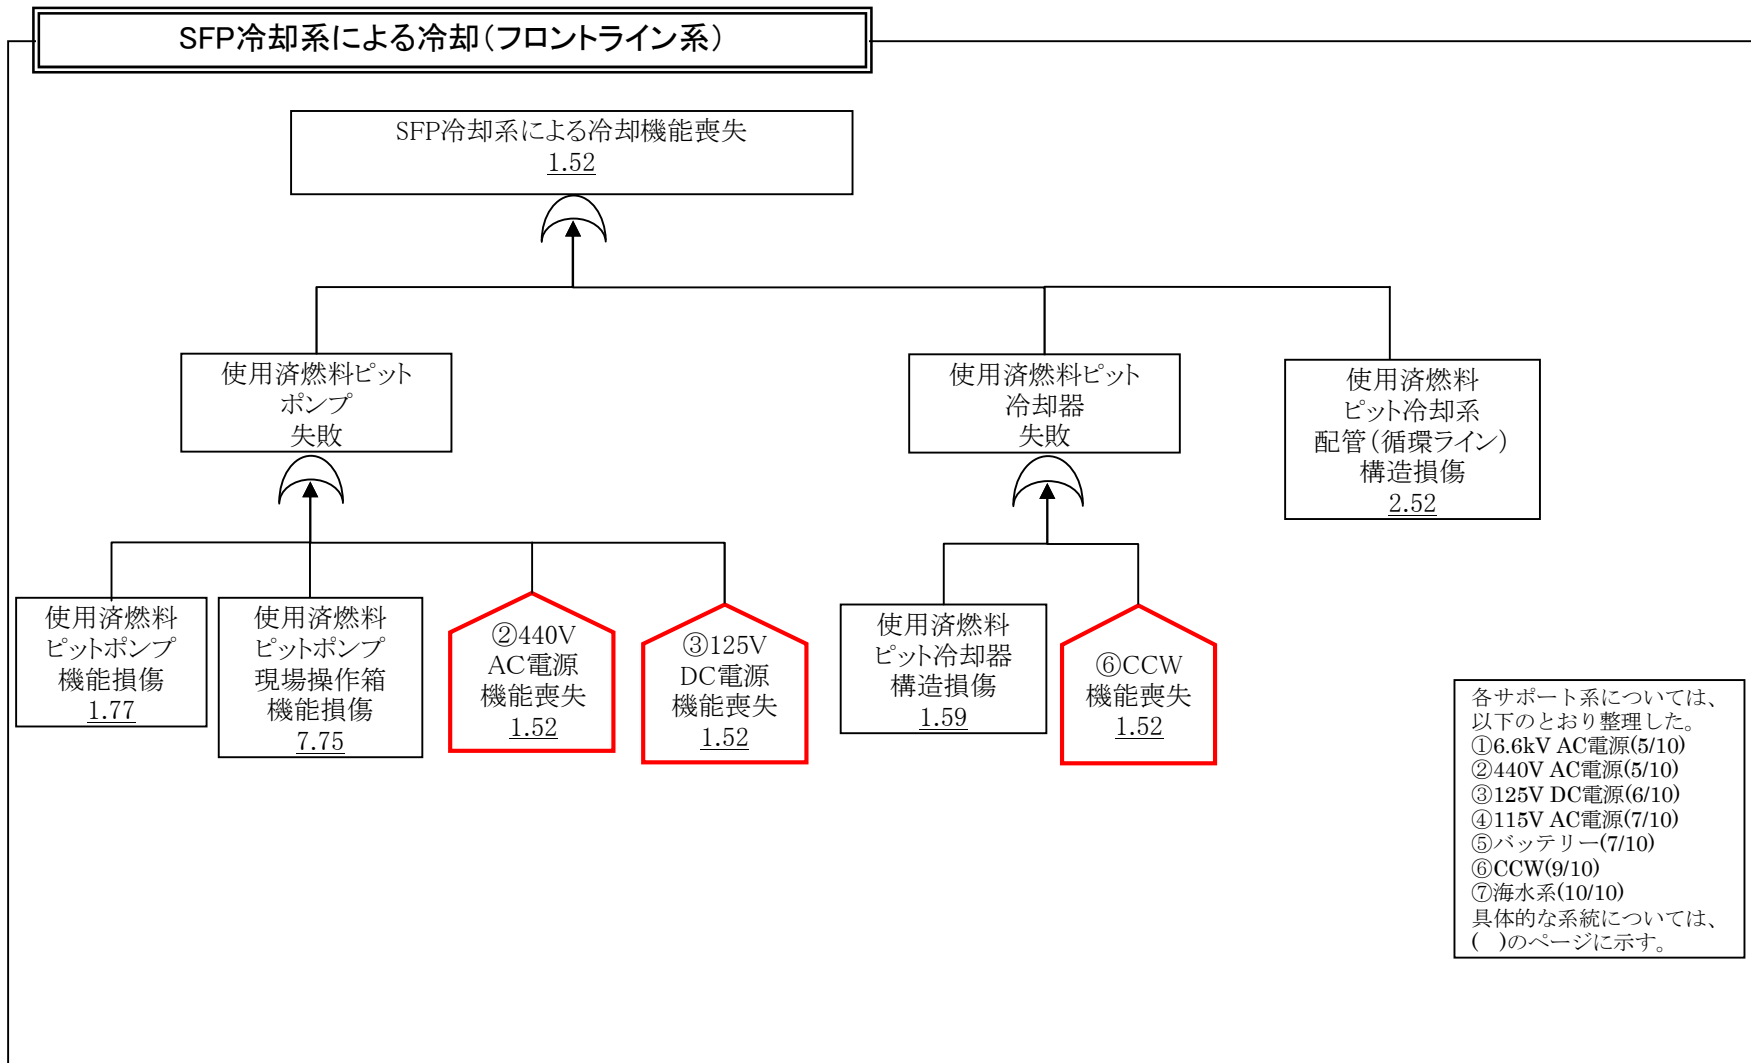 SFP冷却系による冷却(フロントライン系)
SFP冷却系による冷却機能喪失
1.52
使用済燃料ピット
ポンプ
失敗
使用済燃料ピット
冷却器
失敗
使用済燃料
ピット冷却系
配管(循環ライン)
構造損傷
2.52
使用済燃料
ピットポンプ
機能損傷
1.77
使用済燃料
ピットポンプ
現場操作箱
機能損傷
7.75
②440V
AC電源
機能喪失
1.52
③125V
DC電源
機能喪失
1.52
使用済燃料
ピット冷却器
構造損傷
1.59
⑥CCW
機能喪失
1.52
各サポート系については、
以下のとおり整理した。
①6.6kV AC電源(5/10)
②440V AC電源(5/10)
③125V DC電源(6/10)
④115V AC電源(7/10)
⑤バッテリー(7/10)
⑥CCW(9/10)
⑦海水系(10/10)
具体的な系統については、
( )のページに示す。